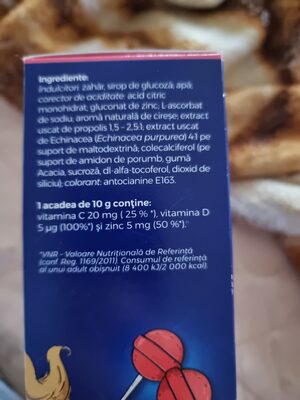 Ingrediente:
Îndulcitori: zahăr, sirop de glucoză; apă;
corector de aciditate: acid citric
monohidrat; gluconat de zinc; L-ascorbat
de sodiu; aromă naturală de cireșe; extract
uscat de propolis 1,5 – 2,5:1; extract uscat
de Echinacea (Echinacea purpurea) 4:1 pe
suport de maltodextrină; colecalciferol (pe
suport de amidon de porumb, gumă
Acacia, sucroză, dl-alfa-tocoferol, dioxid de
siliciu); colorant: antocianine E163.
1 acadea de 10 g conține:
vitamina C 20 mg ( 25 % *), vitamina D
5 µg (100%*) și zinc 5 mg (50 %*).
*VNR - Valoare Nutrițională de Referință
(conf. Reg. 1169/2011). Consumul de referință
al unui adult obișnuit (8 400 kJ/2 000 kcal).